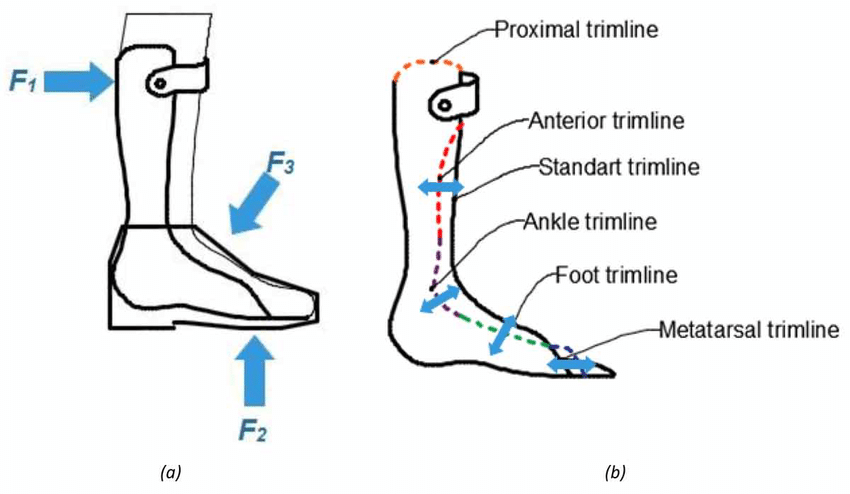 F1
F3
F2
(a)
Proximal trimline
Anterior trimline
Standart trimline
Ankle trimline
Foot trimline
Metatarsal trimline
(b)